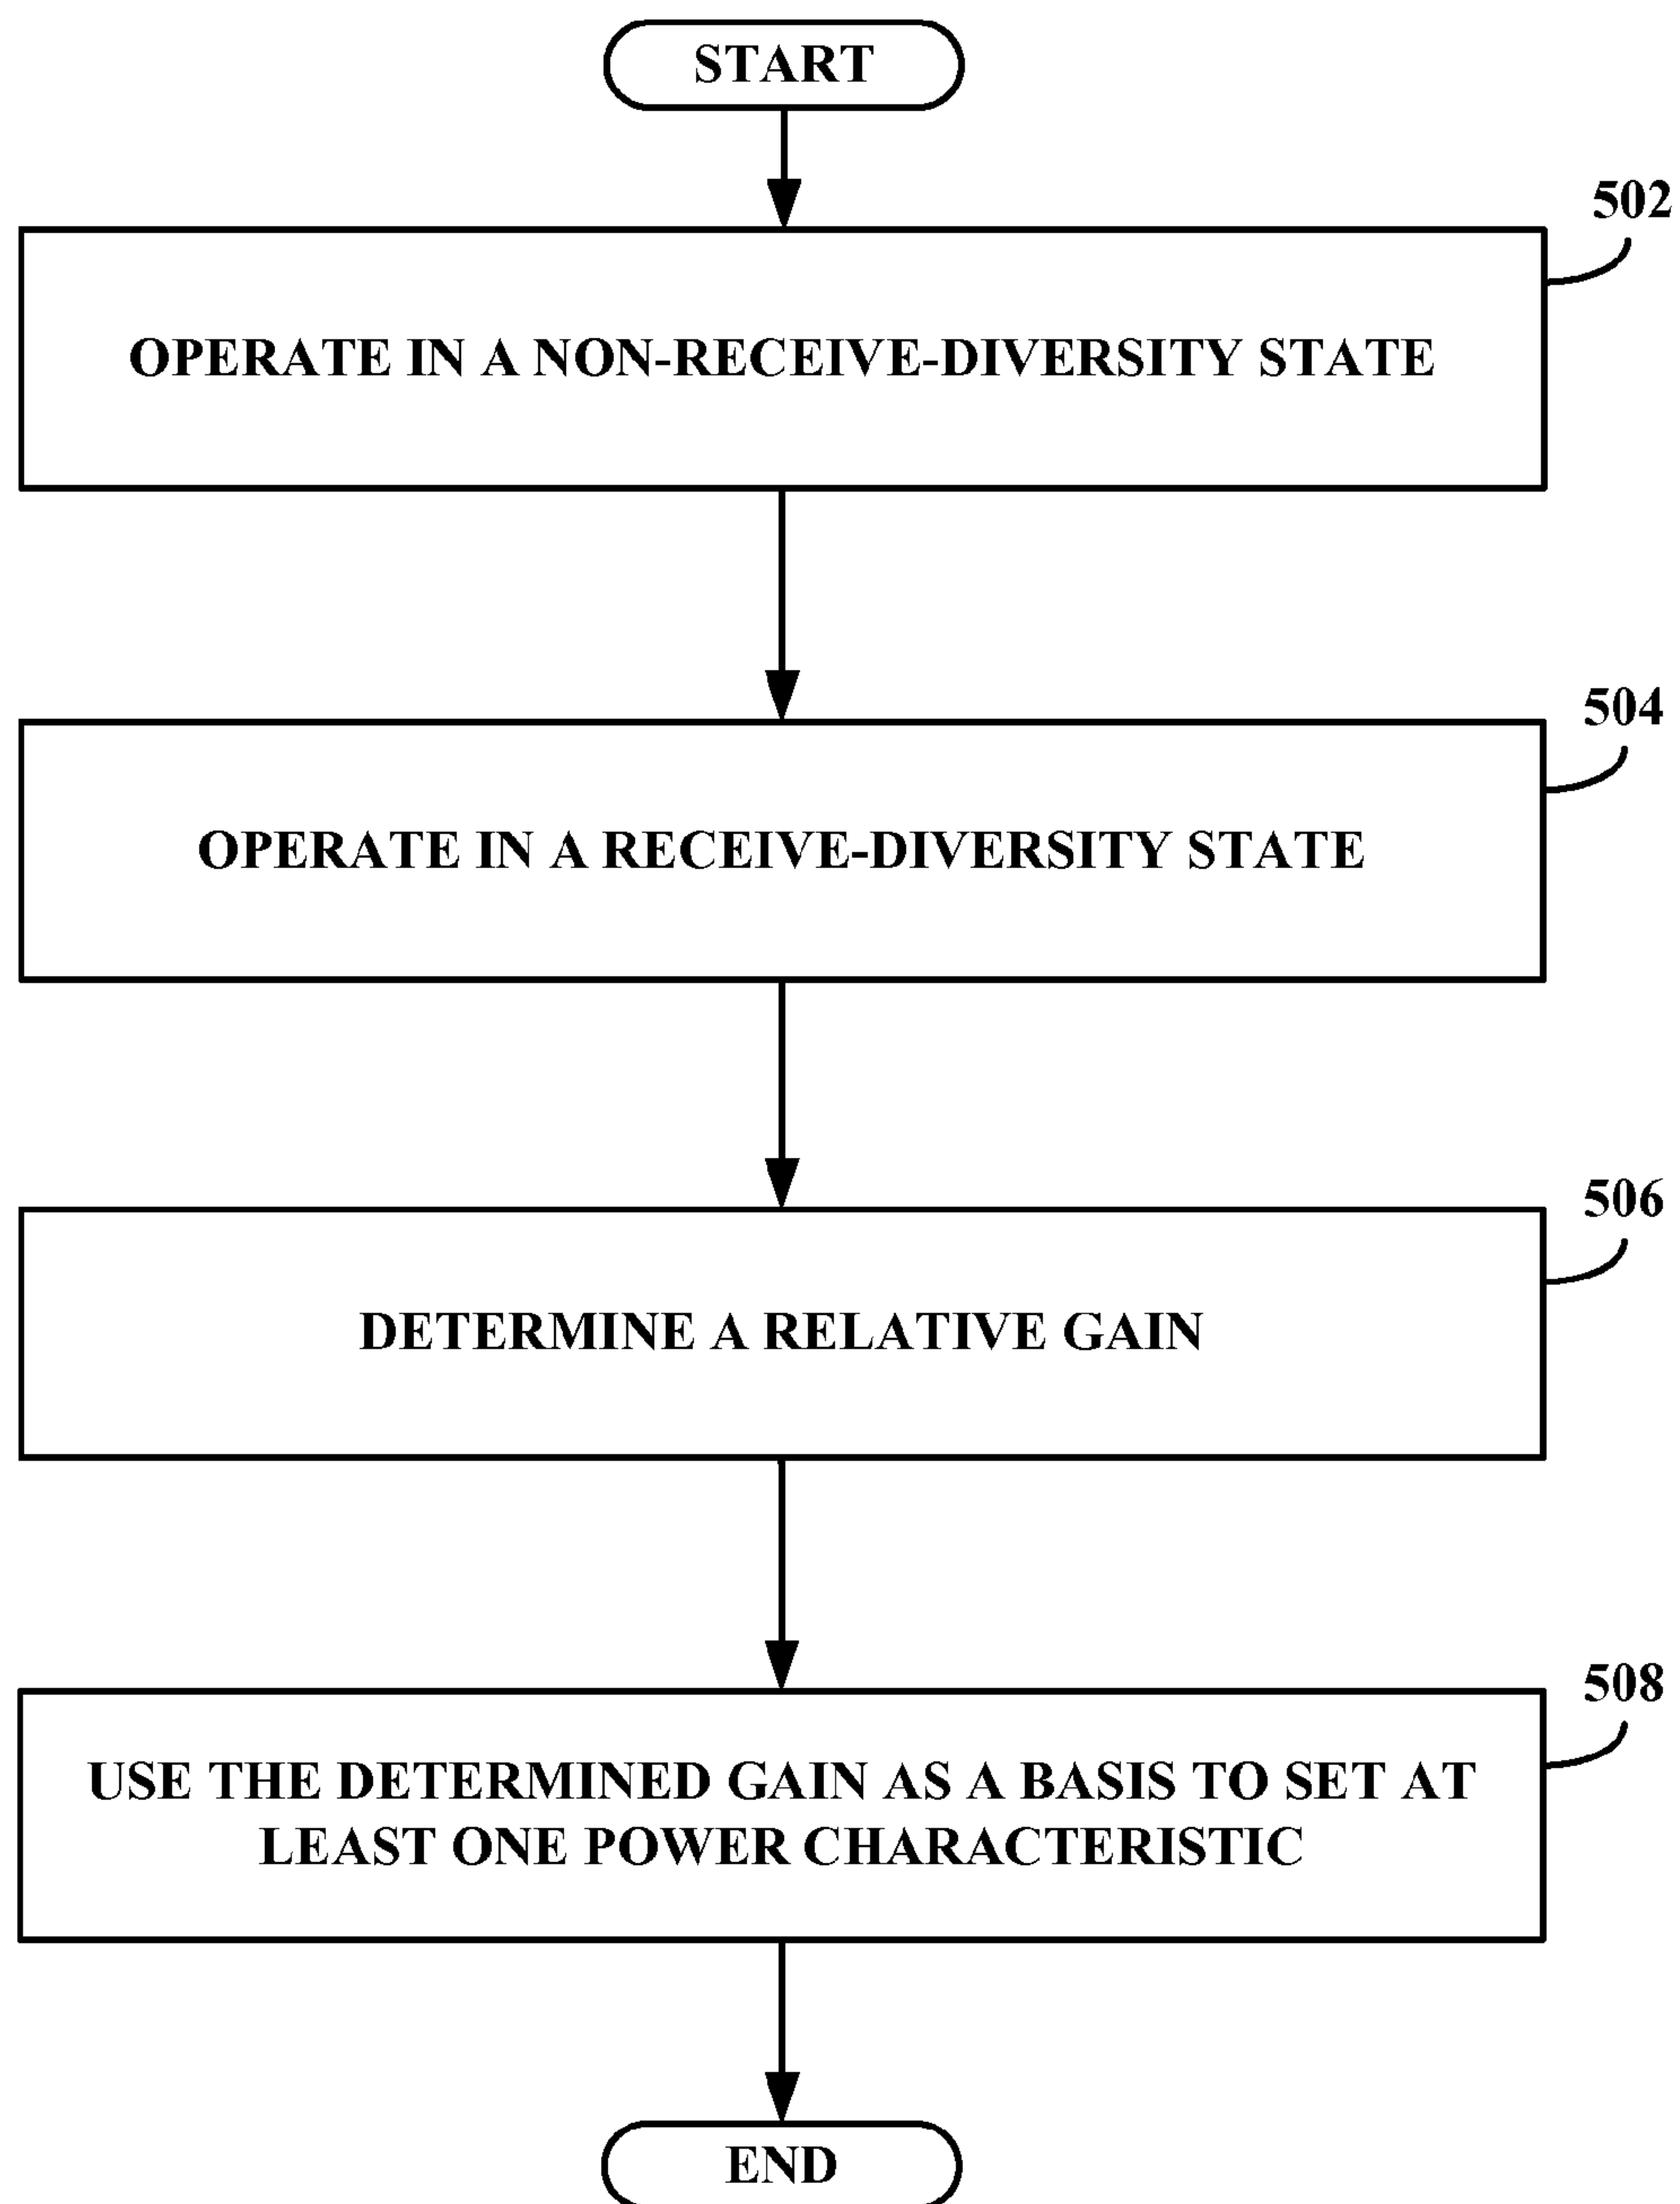 START
502
OPERATE IN A NON-RECEIVE-DIVERSITY STATE
504
OPERATE IN A RECEIVE-DIVERSITY STATE
506
DETERMINE A RELATIVE GAIN
508
USE THE DETERMINED GAIN AS A BASIS TO SET AT
LEAST ONE POWER CHARACTERISTIC
END